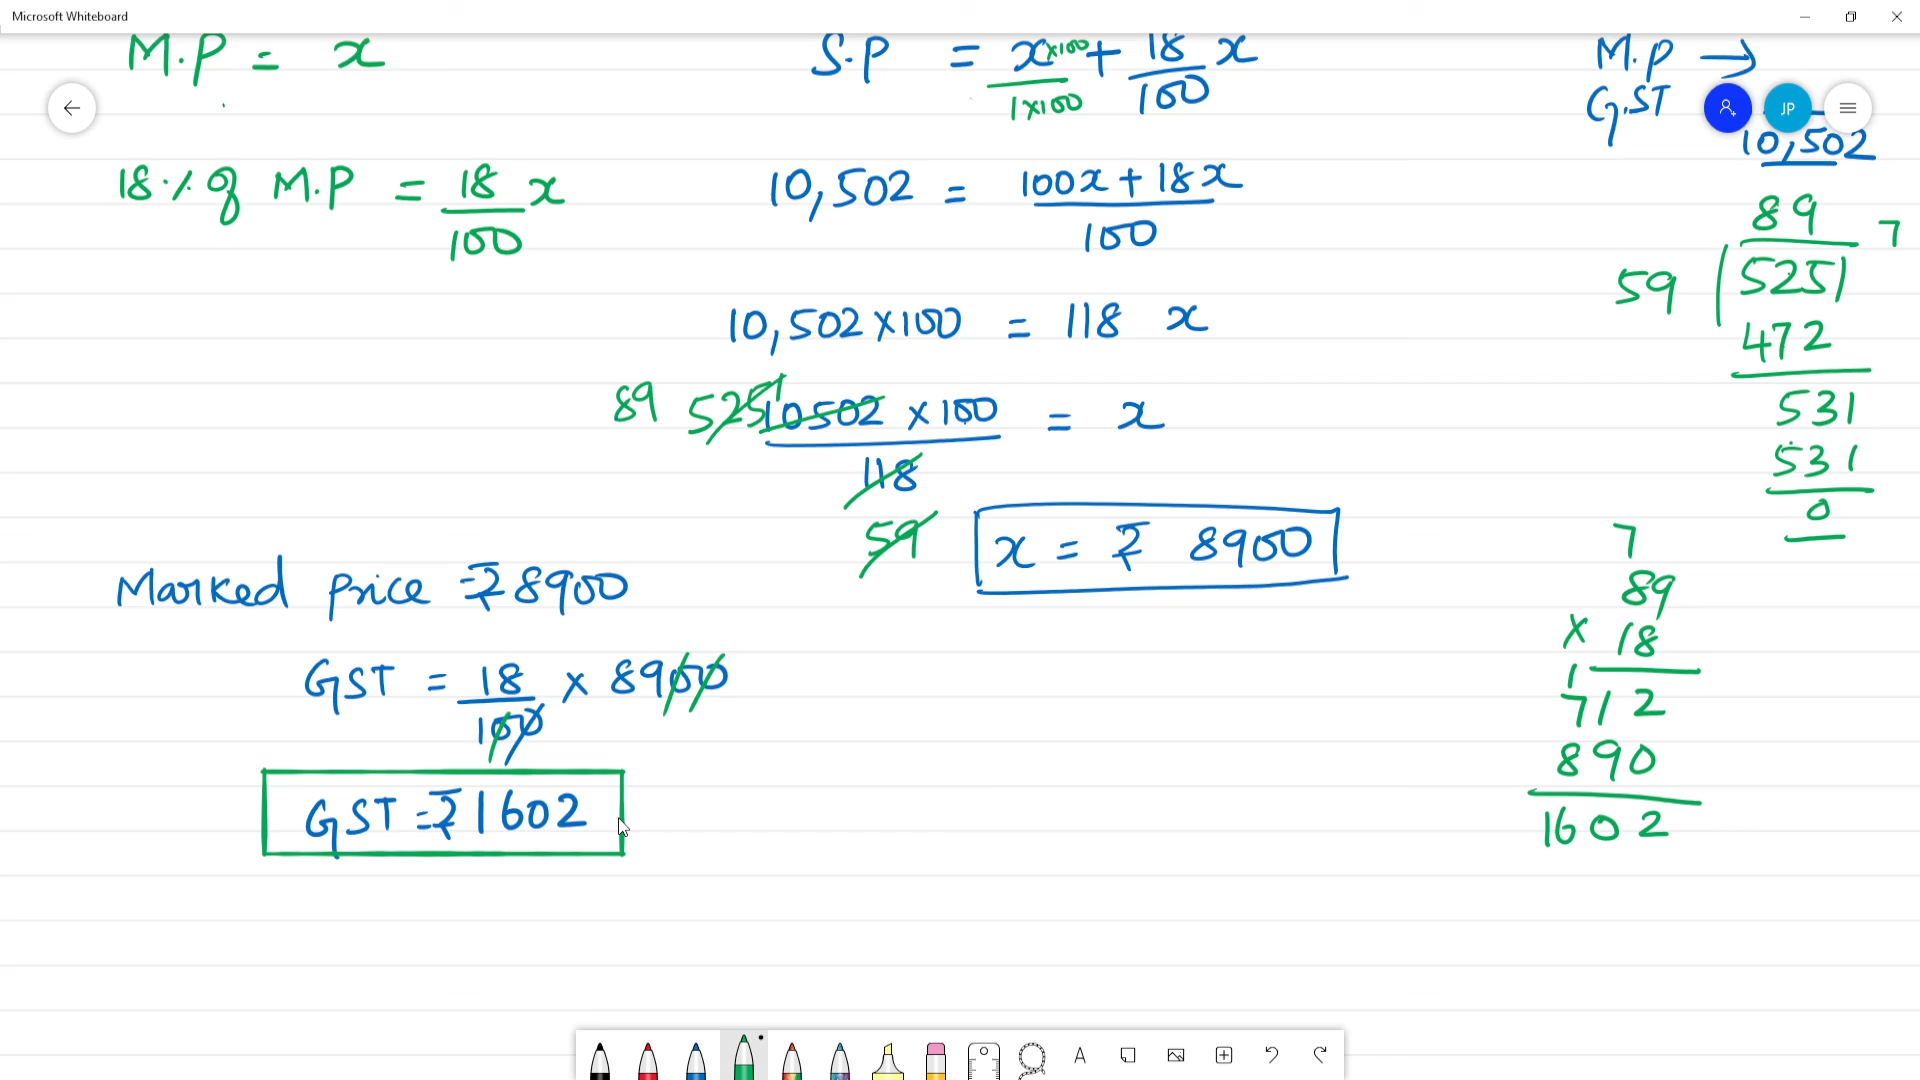 Microsoft Whiteboard
M.P = x
18% of M.P = 18/100 x
S.P = x×100/1×100 + 18/100 x
10,502 = 100x + 18x/100
10,502 × 100 = 118 x
89 5251 10502 × 100/118 = x
59
x = ₹ 8900
Marked price = ₹ 8900
GST = 18/100 × 8900
GST = ₹ 1602
M.P →
G.ST
10,502
89 7
59 5251
472
531
531
0
7
89
× 18
1
712
890
1602
JP
A